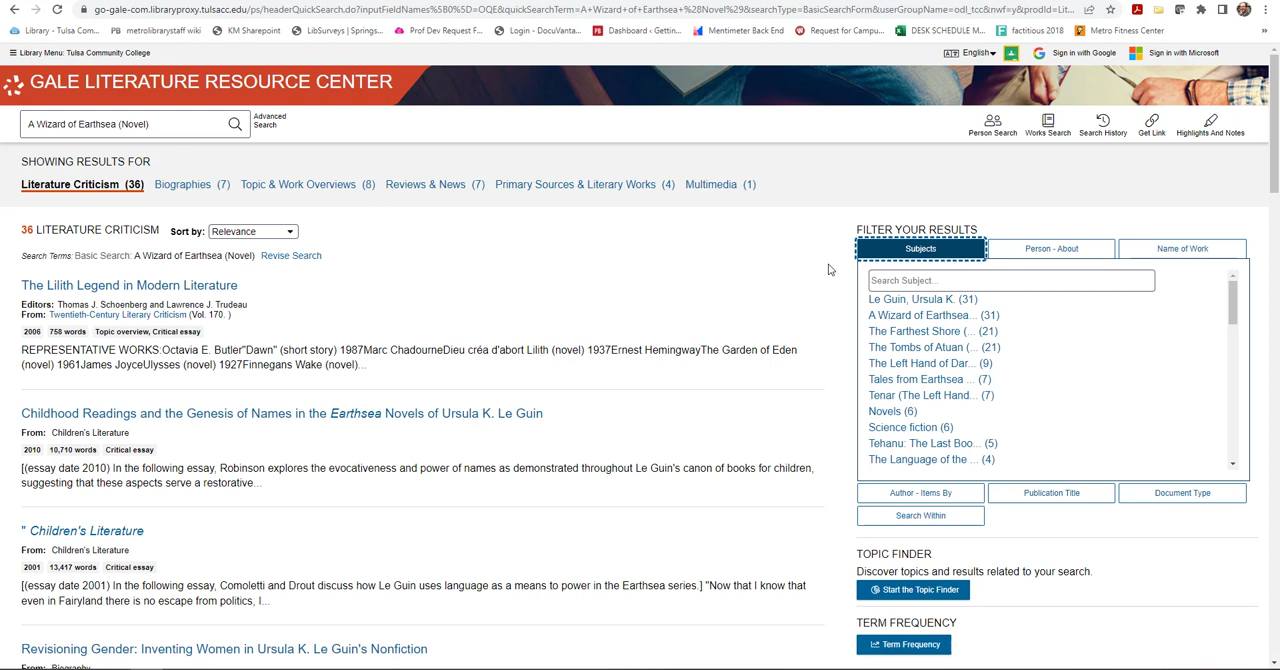 go-gale-com.libraryproxy.tulsacc.edu/ps/headerQuickSearch.do?inputFieldNames%5B0%5D=OQE&quickSearchTerm=A+Wizard+of+Earthsea+%28Novel%29&searchType=BasicSearchForm&userGroupName=odl_tcc&nwf=y&prodId=Lit...
Library - Tulsa Com... metrolibrarystaff wiki KM Sharepoint LibSurveys | Springs... Prof Dev Request F... Login - DocuVanta... Dashboard ‹ Gettin... Mentimeter Back End Request for Campu... DESK SCHEDULE M... factitious 2018 Metro Fitness Center »
Library Menu: Tulsa Community College English Sign in with Google Sign in with Microsoft
GALE LITERATURE RESOURCE CENTER
A Wizard of Earthsea (Novel)
Advanced
Search
Person Search Works Search Search History Get Link Highlights And Notes
SHOWING RESULTS FOR
Literature Criticism (36) Biographies (7) Topic & Work Overviews (8) Reviews & News (7) Primary Sources & Literary Works (4) Multimedia (1)
36 LITERATURE CRITICISM Sort by: Relevance
Search Terms: Basic Search: A Wizard of Earthsea (Novel) Revise Search
The Lilith Legend in Modern Literature
Editors: Thomas J. Schoenberg and Lawrence J. Trudeau
From: Twentieth-Century Literary Criticism (Vol. 170. )
2006 758 words Topic overview, Critical essay
REPRESENTATIVE WORKS:Octavia E. Butler"Dawn" (short story) 1987Marc ChadourneDieu créa d'abord Lilith (novel) 1937Ernest HemingwayThe Garden of Eden
(novel) 1961James JoyceUlysses (novel) 1927Finnegans Wake (novel)...
Childhood Readings and the Genesis of Names in the Earthsea Novels of Ursula K. Le Guin
From: Children's Literature
2010 10,710 words Critical essay
[(essay date 2010) In the following essay, Robinson explores the evocativeness and power of names as demonstrated throughout Le Guin's canon of books for children,
suggesting that these aspects serve a restorative...
" Children's Literature
From: Children's Literature
2001 13,417 words Critical essay
[(essay date 2001) In the following essay, Comoletti and Drout discuss how Le Guin uses language as a means to power in the Earthsea series.] "Now that I know that
even in Fairyland there is no escape from politics, I...
Revisioning Gender: Inventing Women in Ursula K. Le Guin's Nonfiction
From: Biography
FILTER YOUR RESULTS
Subjects Person - About Name of Work
Search Subject...
Le Guin, Ursula K. (31)
A Wizard of Earthsea... (31)
The Farthest Shore (... (21)
The Tombs of Atuan (... (21)
The Left Hand of Dar... (9)
Tales from Earthsea ... (7)
Tenar (The Left Hand... (7)
Novels (6)
Science fiction (6)
Tehanu: The Last Boo... (5)
The Language of the ... (4)
Author - Items By Publication Title Document Type
Search Within
TOPIC FINDER
Discover topics and results related to your search.
Start the Topic Finder
TERM FREQUENCY
Term Frequency